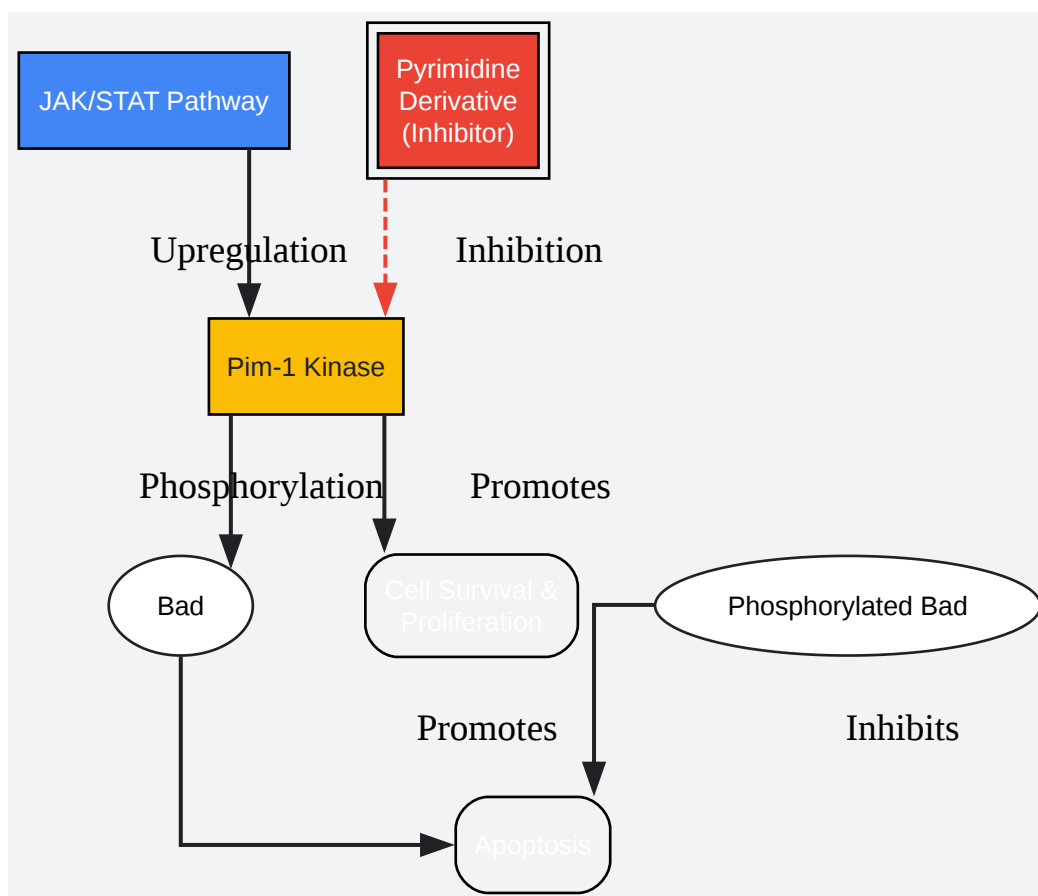 JAK/STAT Pathway
Pyrimidine
Derivative
(Inhibitor)
Upregulation
Inhibition
Pim-1 Kinase
Phosphorylation
Promotes
Bad
Cell Survival &
Proliferation
Phosphorylated Bad
Promotes
Inhibits
Apoptosis